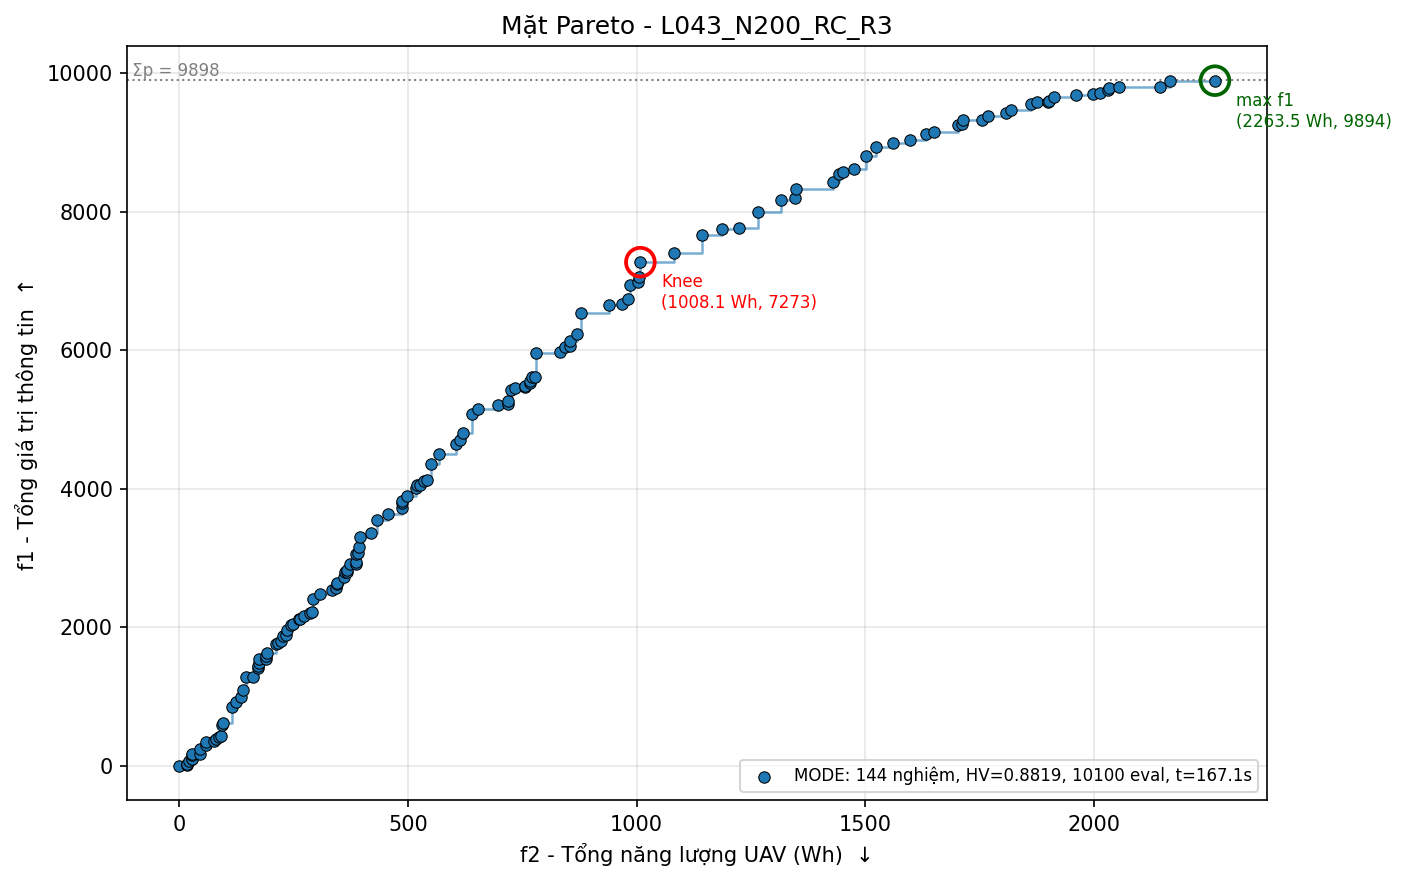 Mặt Pareto - L043_N200_RC_R3
Σp = 9898
10000
8000
6000
4000
2000
0
f1 - Tổng giá trị thông tin ↑
max f1
(2263.5 Wh, 9894)
Knee
(1008.1 Wh, 7273)
MODE: 144 nghiệm, HV=0.8819, 10100 eval, t=167.1s
0
500
1000
1500
2000
f2 - Tổng năng lượng UAV (Wh) ↓